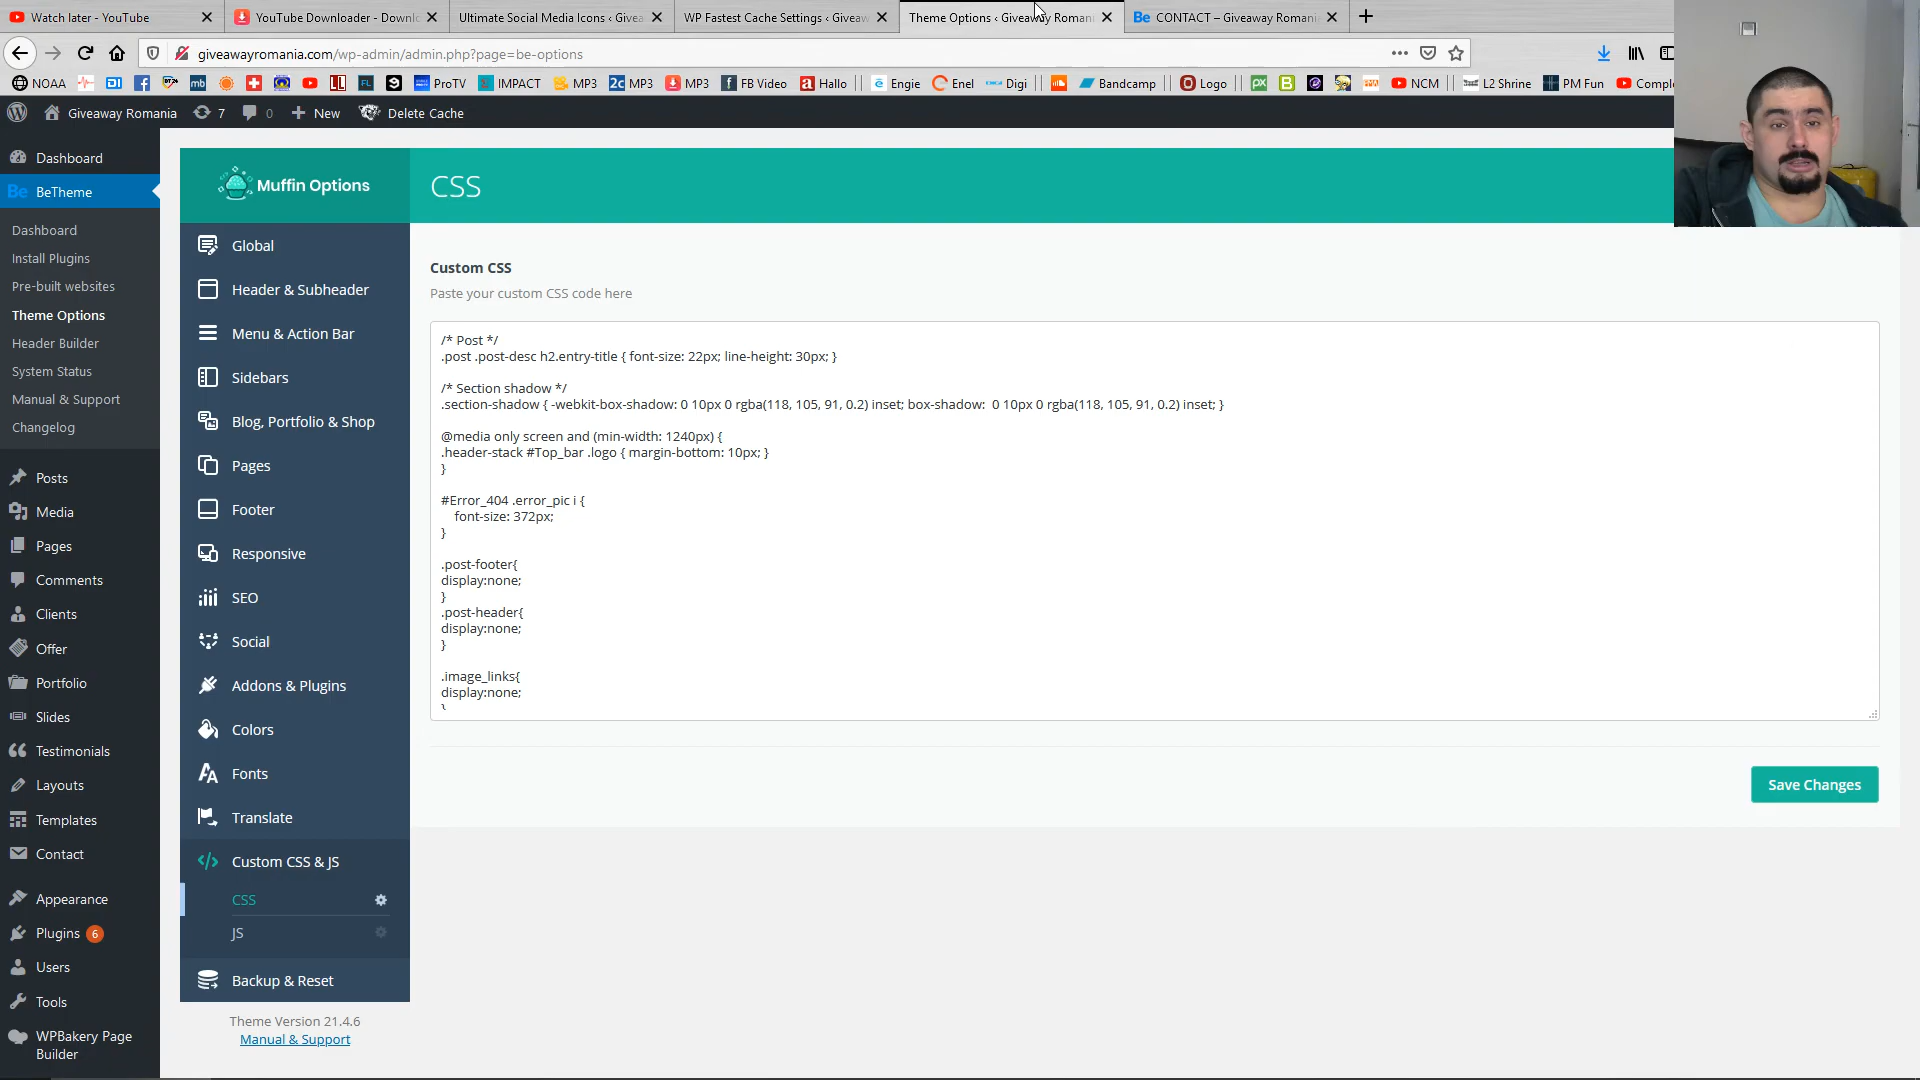 Watch later - YouTube
YouTube Downloader - Downl
Ultimate Social Media Icons ‹ Givea
WP Fastest Cache Settings ‹ Giveaw
Theme Options ‹ Giveaway Romani
Be CONTACT – Giveaway Romani
giveawayromania.com/wp-admin/admin.php?page=be-options
NOAA
ProTV
IMPACT
MP3
2c MP3
MP3
FB Video
Hallo
Engie
Enel
Digi
Bandcamp
Logo
NCM
L2 Shrine
PM Fun
Comple
Giveaway Romania
7
0
New
Delete Cache
Dashboard
Be BeTheme
Dashboard
Install Plugins
Pre-built websites
Theme Options
Header Builder
System Status
Manual & Support
Changelog
Posts
Media
Pages
Comments
Clients
Offer
Portfolio
Slides
Testimonials
Layouts
Templates
Contact
Appearance
Plugins 6
Users
Tools
WPBakery Page
Builder
Muffin Options
Global
Header & Subheader
Menu & Action Bar
Sidebars
Blog, Portfolio & Shop
Pages
Footer
Responsive
SEO
Social
Addons & Plugins
Colors
Fonts
Translate
Custom CSS & JS
CSS
JS
Backup & Reset
Theme Version 21.4.6
Manual & Support
CSS
Custom CSS
Paste your custom CSS code here
/* Post */
.post .post-desc h2.entry-title { font-size: 22px; line-height: 30px; }
/* Section shadow */
.section-shadow { -webkit-box-shadow: 0 10px 0 rgba(118, 105, 91, 0.2) inset; box-shadow:  0 10px 0 rgba(118, 105, 91, 0.2) inset; }
@media only screen and (min-width: 1240px) {
.header-stack #Top_bar .logo { margin-bottom: 10px; }
}
#Error_404 .error_pic i {
font-size: 372px;
}
.post-footer{
display:none;
}
.post-header{
display:none;
}
.image_links{
display:none;
}
Save Changes